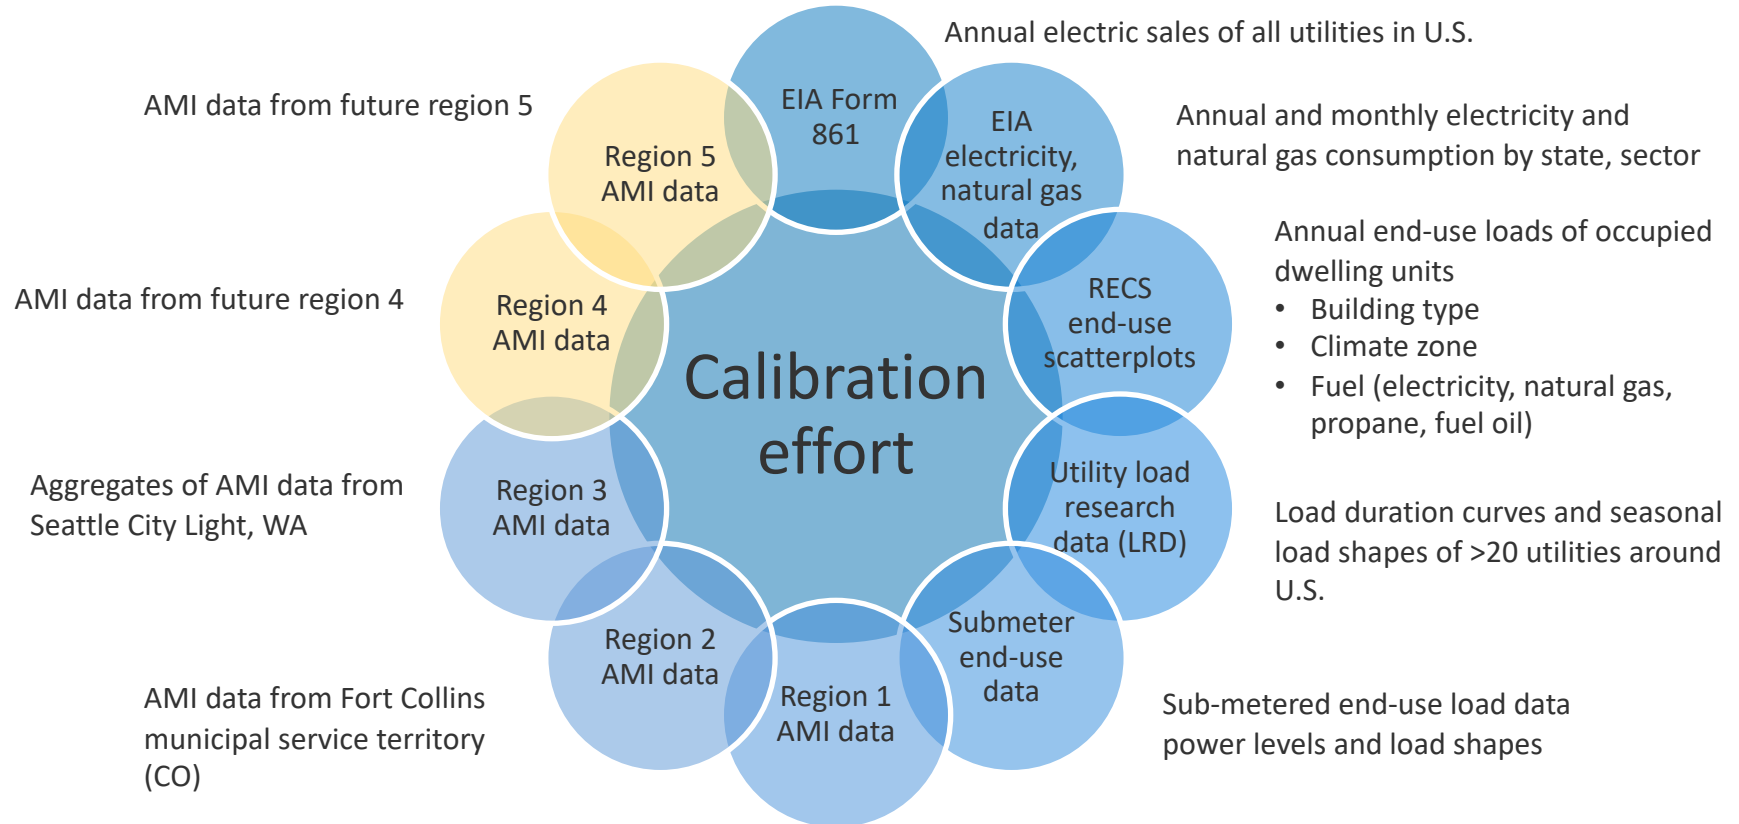 Annual electric sales of all utilities in U.S.
EIA Form
861
AMI data from future region 5
EIA
electricity,
natural gas
data
Annual and monthly electricity and
natural gas consumption by state, sector
Region 5
AMI data
Annual end-use loads of occupied
dwelling units
• Building type
• Climate zone
• Fuel (electricity, natural gas,
propane, fuel oil)
RECS
end-use
scatterplots
AMI data from future region 4
Region 4
AMI data
Calibration
effort
Aggregates of AMI data from
Seattle City Light, WA
Region 3
AMI data
Utility load
research
data (LRD)
Load duration curves and seasonal
load shapes of >20 utilities around
U.S.
Region 2
AMI data
Submeter
end-use
data
Region 1
AMI data
AMI data from Fort Collins
municipal service territory
(CO)
Sub-metered end-use load data
power levels and load shapes